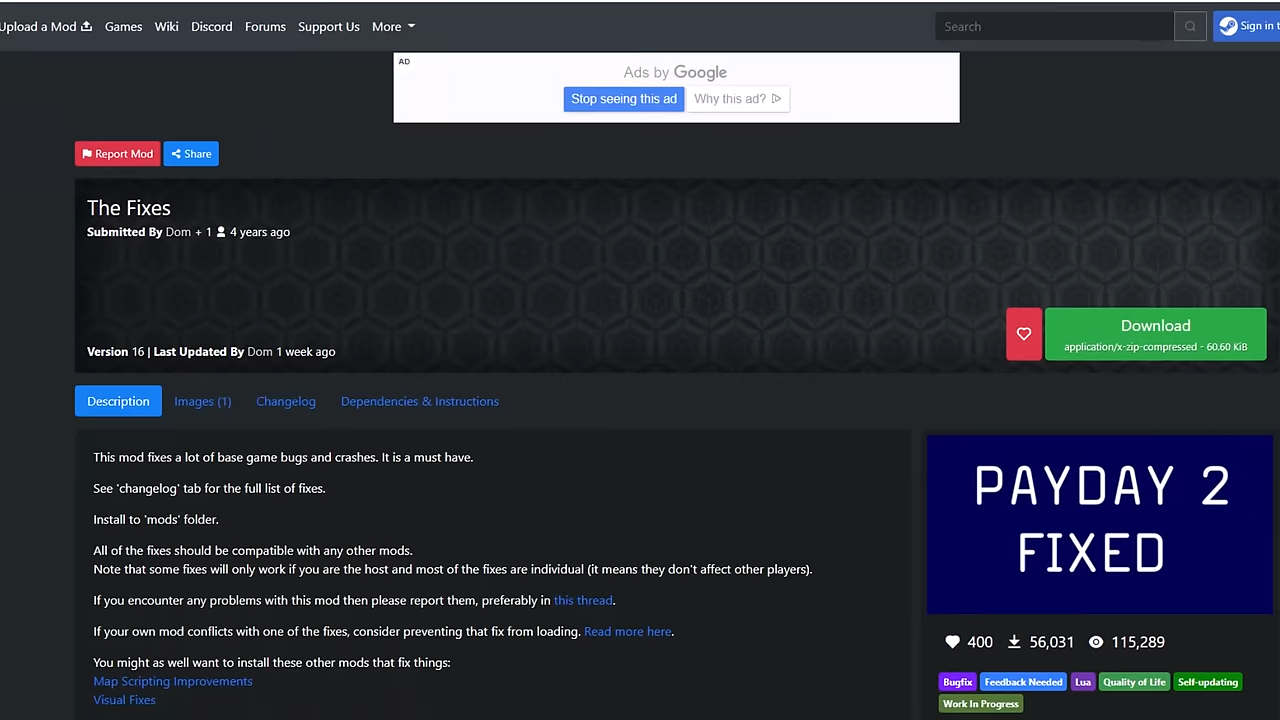 Upload a Mod Games Wiki Discord Forums Support Us More Search Sign in t
AD
Ads by Google
Stop seeing this ad Why this ad?
Report Mod Share
The Fixes
Submitted By Dom + 1 4 years ago
Download
application/x-zip-compressed - 60.60 KiB
Version 16 | Last Updated By Dom 1 week ago
Description Images (1) Changelog Dependencies & Instructions
This mod fixes a lot of base game bugs and crashes. It is a must have.
See 'changelog' tab for the full list of fixes.
Install to 'mods' folder.
All of the fixes should be compatible with any other mods.
Note that some fixes will only work if you are the host and most of the fixes are individual (it means they don't affect other players).
If you encounter any problems with this mod then please report them, preferably in this thread.
If your own mod conflicts with one of the fixes, consider preventing that fix from loading. Read more here.
You might as well want to install these other mods that fix things:
Map Scripting Improvements
Visual Fixes
PAYDAY 2
FIXED
400 56,031 115,289
Bugfix Feedback Needed Lua Quality of Life Self-updating
Work In Progress